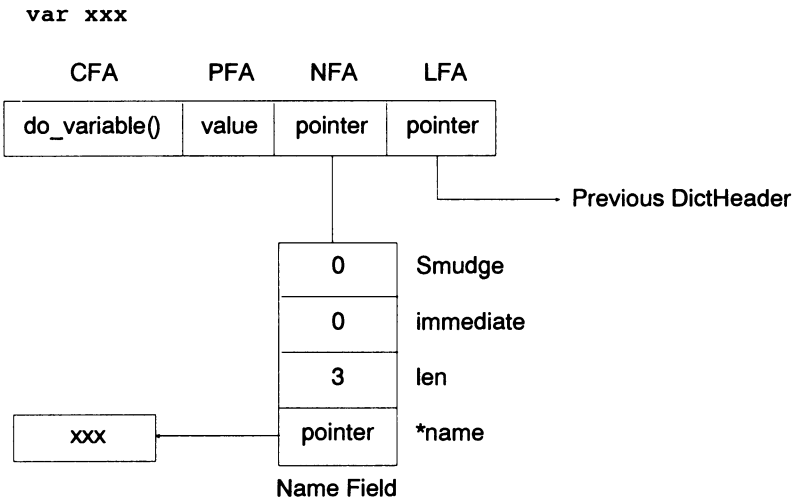 var xxx
CFA PFA NFA LFA
do_variable() value pointer pointer
Previous DictHeader
0 Smudge
0 immediate
3 len
xxx pointer *name
Name Field